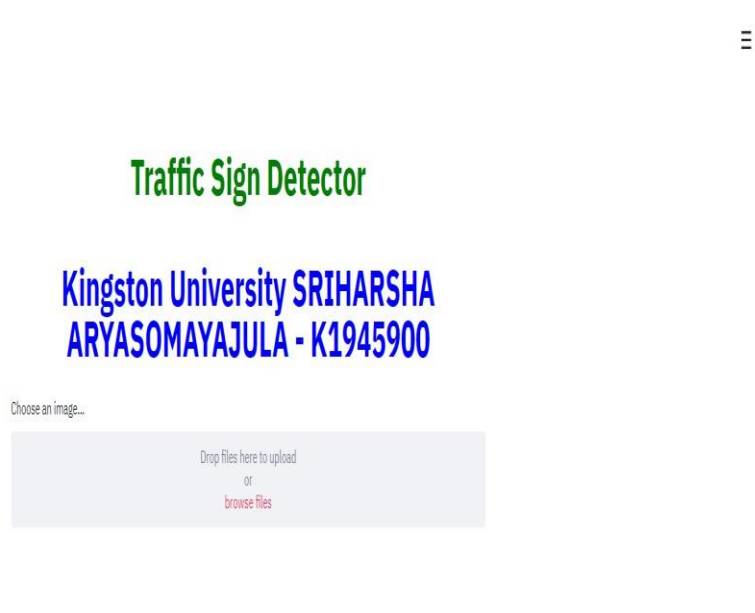 Traffic Sign Detector
Kingston University SRIHARSHA
ARYASOMAYAJULA - K1945900
Choose an image...
Drop files here to upload
or
browse files